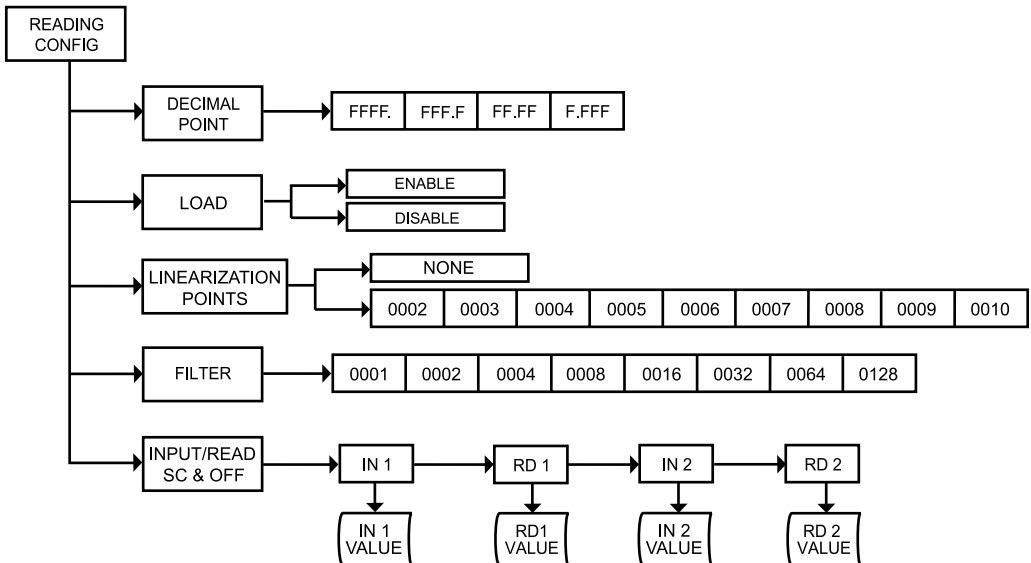 READING
CONFIG
DECIMAL
POINT
FFFF. FFF.F FF.FF F.FFF
LOAD
ENABLE
DISABLE
LINEARIZATION
POINTS
NONE
0002 0003 0004 0005 0006 0007 0008 0009 0010
FILTER
0001 0002 0004 0008 0016 0032 0064 0128
INPUT/READ
SC & OFF
IN 1 RD 1 IN 2 RD 2
IN 1
VALUE
RD1
VALUE
IN 2
VALUE
RD 2
VALUE